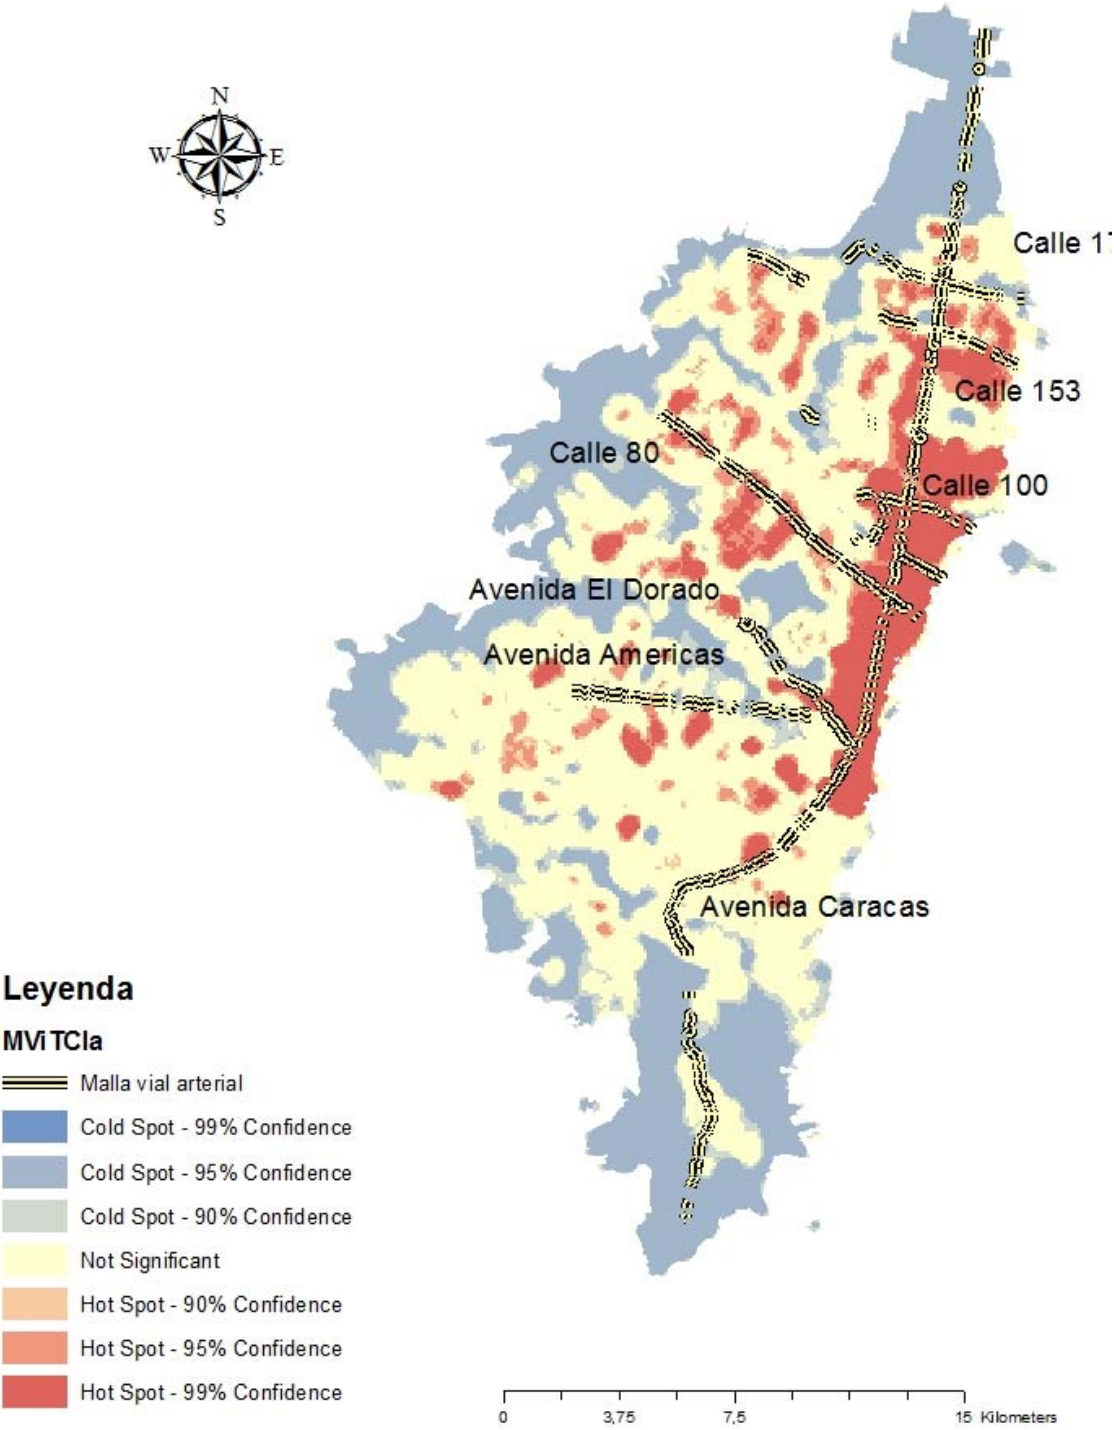 N
W E
S
Calle 17
Calle 153
Calle 80
Calle 100
Avenida El Dorado
Avenida Americas
Avenida Caracas
Leyenda
MViTCla
Malla vial arterial
Cold Spot - 99% Confidence
Cold Spot - 95% Confidence
Cold Spot - 90% Confidence
Not Significant
Hot Spot - 90% Confidence
Hot Spot - 95% Confidence
Hot Spot - 99% Confidence
0 3,75 7,5 15 Kilometers